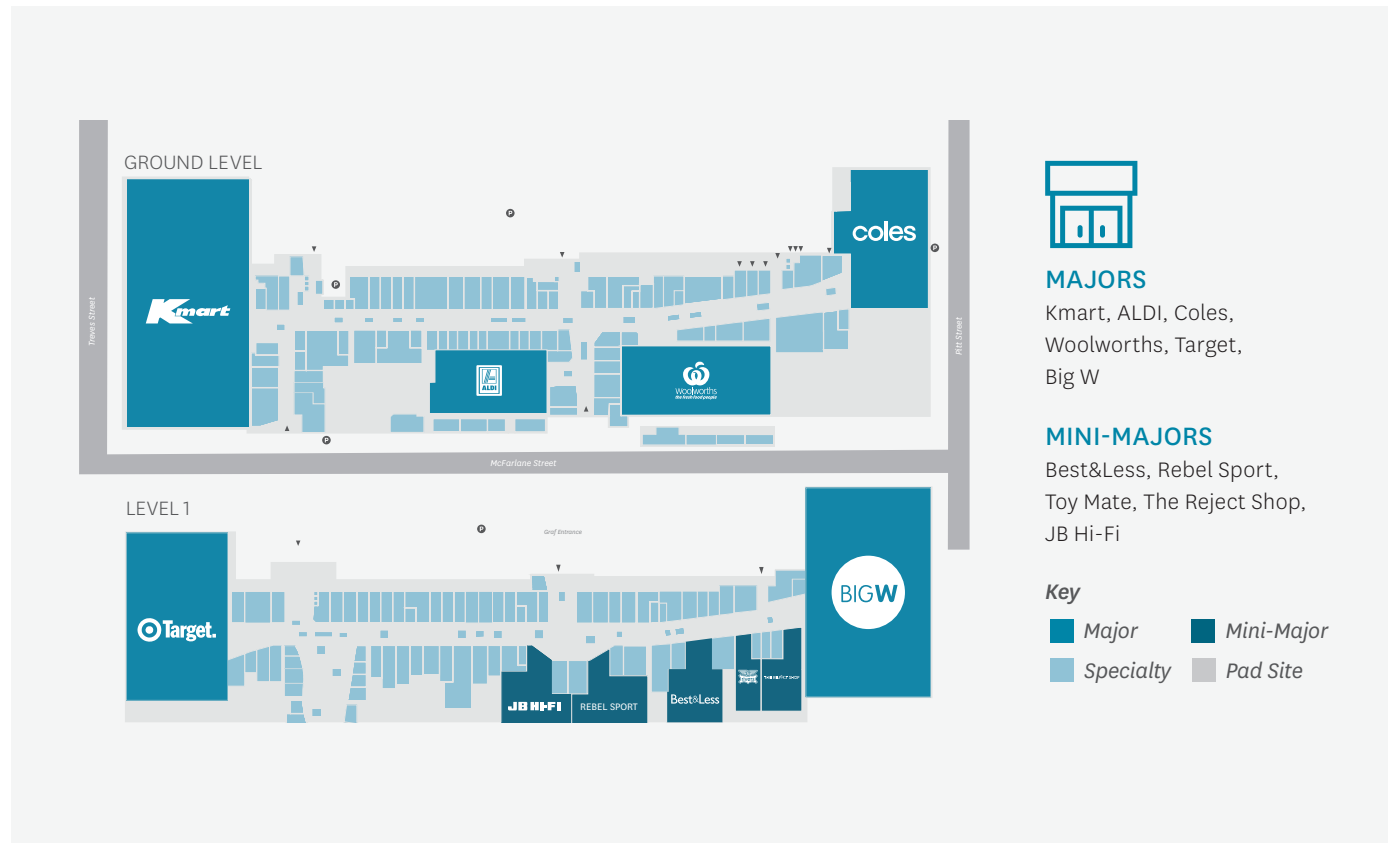 GROUND LEVEL
Kmart
coles
ALDI
Woolworths
the fresh food people
Treves Street
Pitt Street
McFarlane Street
P
P
P
P
LEVEL 1
P
Graf Entrance
Target.
BIGW
JB HI-FI
REBEL SPORT
Best&Less
THE REJECT SHOP
MAJORS
Kmart, ALDI, Coles,
Woolworths, Target,
Big W
MINI-MAJORS
Best&Less, Rebel Sport,
Toy Mate, The Reject Shop,
JB Hi-Fi
Key
Major
Mini-Major
Specialty
Pad Site